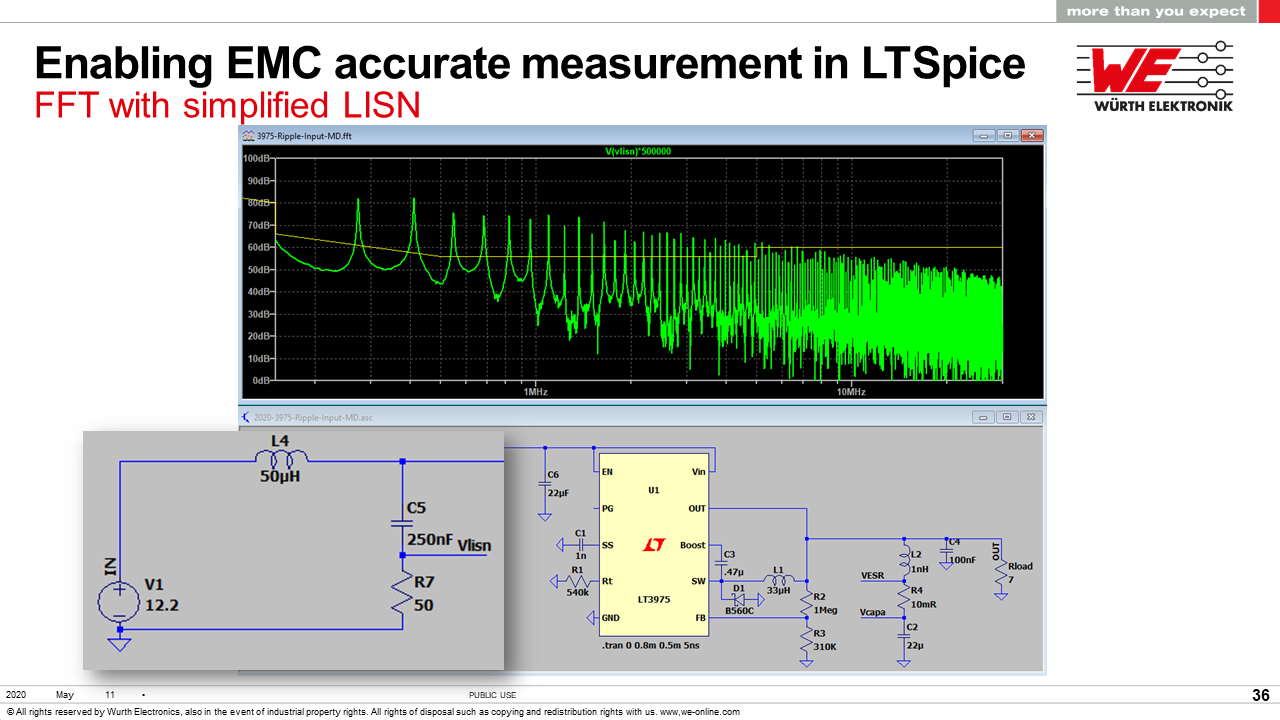 more than you expect
Enabling EMC accurate measurement in LTSpice
FFT with simplified LISN
WE
WÜRTH ELEKTRONIK
3975-Ripple-Input-MD.fft
V(vlisn)*500000
100dB
90dB
80dB
70dB
60dB
50dB
40dB
30dB
20dB
10dB
0dB
1MHz
10MHz
2020-3975-Ripple-Input-MD.asc
L4
50µH
C5
250nF
Vlisn
IN
V1
12.2
R7
50
C6
22µF
C1
1n
R1
540k
EN
Vin
U1
PG
OUT
SS
LT
Boost
Rt
SW
LT3975
GND
FB
.tran 0 0.8m 0.5m 5ns
C3
.47µ
L1
33µH
D1
B560C
R2
1Meg
R3
310K
VESR
Vcapa
L2
1nH
R4
10mR
C2
22µ
C4
100nF
OUT
Rload
7
2020 May 11 •
PUBLIC USE
36
© All rights reserved by Wurth Electronics, also in the event of industrial property rights. All rights of disposal such as copying and redistribution rights with us. www,we-online.com